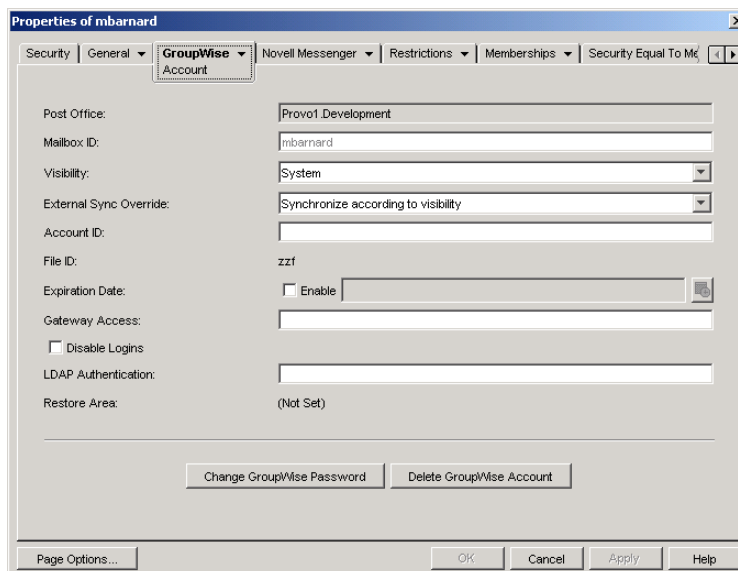 Properties of mbarnard
Security General GroupWise Novell Messenger Restrictions Memberships Security Equal To Me
Account
Post Office: Provo1.Development
Mailbox ID: mbarnard
Visibility: System
External Sync Override: Synchronize according to visibility
Account ID:
File ID: zzf
Expiration Date: Enable
Gateway Access:
Disable Logins
LDAP Authentication:
Restore Area: (Not Set)
Change GroupWise Password Delete GroupWise Account
Page Options... OK Cancel Apply Help